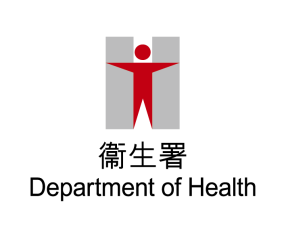 衞生署
Department of Health